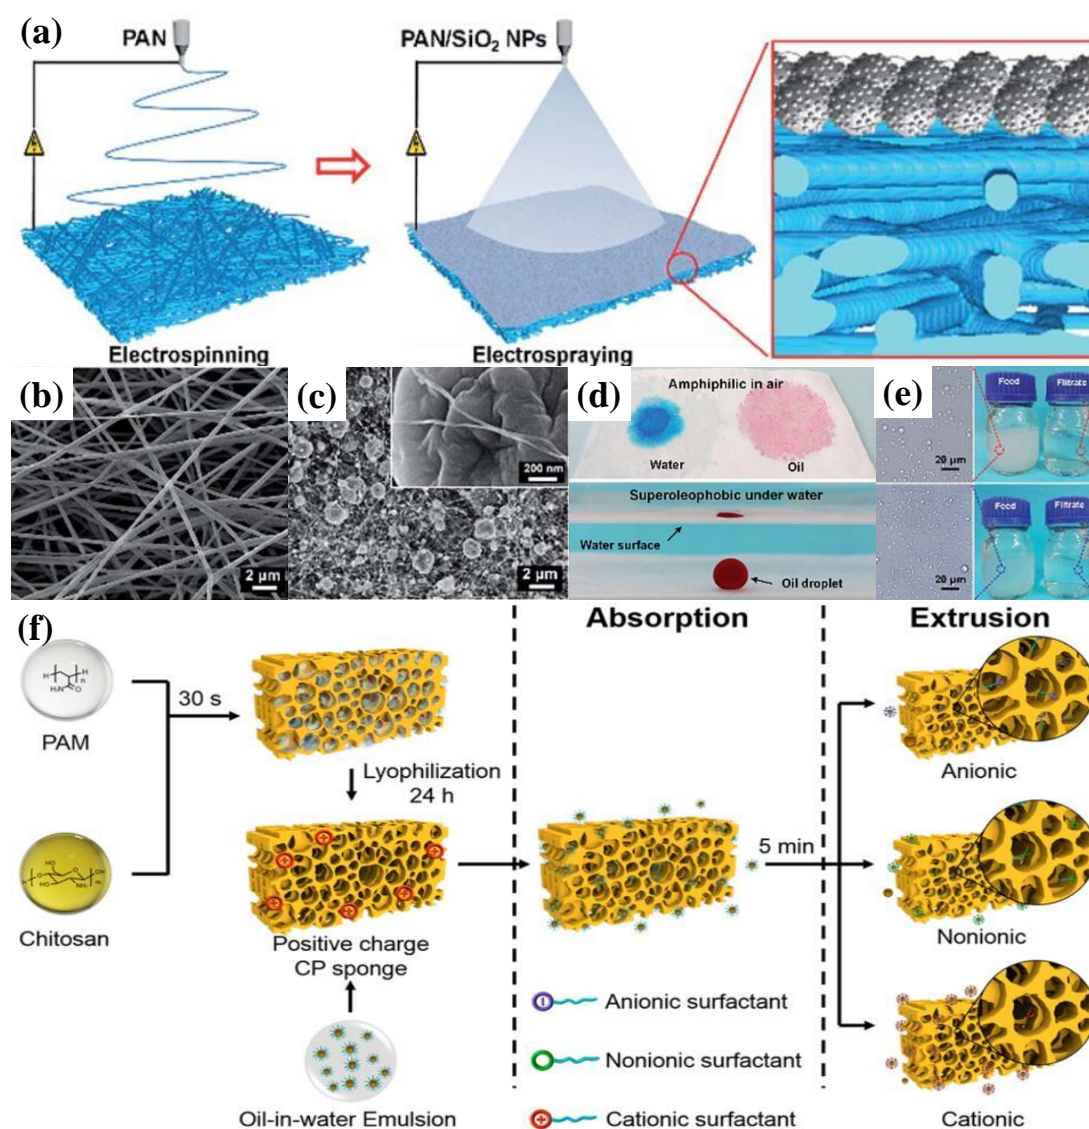 (a)
PAN
PAN/SiO₂ NPs
Electrospinning
Electrospraying
(b)
2 µm
(c)
200 nm
2 µm
(d)
Amphiphilic in air
Water
Oil
Superoleophobic under water
Water surface
Oil droplet
(e)
20 µm
Feed
Filtrate
20 µm
Feed
Filtrate
(f)
Absorption
Extrusion
H
H
n
H₂N
O
PAM
30 s
Lyophilization
24 h
Chitosan
Positive charge
CP sponge
Oil-in-water Emulsion
5 min
Anionic surfactant
Nonionic surfactant
Cationic surfactant
Anionic
Nonionic
Cationic